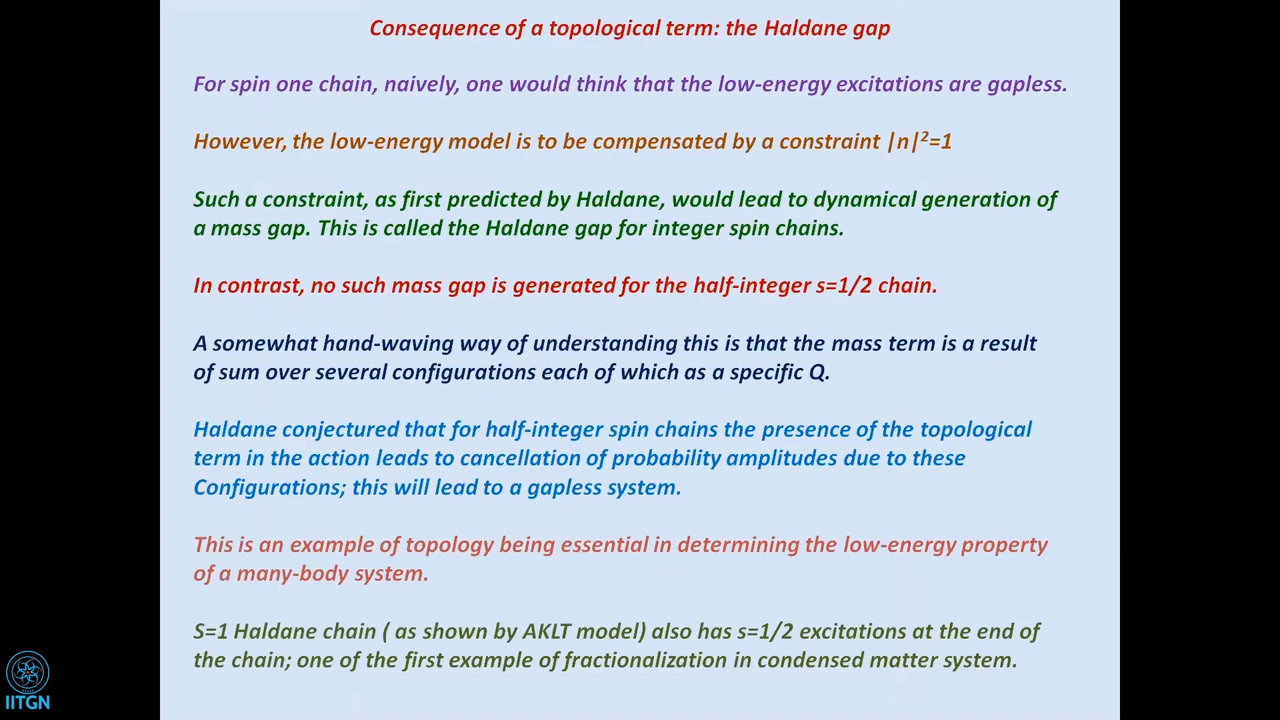 Consequence of a topological term: the Haldane gap
For spin one chain, naively, one would think that the low-energy excitations are gapless.
However, the low-energy model is to be compensated by a constraint |n|²=1
Such a constraint, as first predicted by Haldane, would lead to dynamical generation of
a mass gap. This is called the Haldane gap for integer spin chains.
In contrast, no such mass gap is generated for the half-integer s=1/2 chain.
A somewhat hand-waving way of understanding this is that the mass term is a result
of sum over several configurations each of which as a specific Q.
Haldane conjectured that for half-integer spin chains the presence of the topological
term in the action leads to cancellation of probability amplitudes due to these
Configurations; this will lead to a gapless system.
This is an example of topology being essential in determining the low-energy property
of a many-body system.
S=1 Haldane chain ( as shown by AKLT model) also has s=1/2 excitations at the end of
the chain; one of the first example of fractionalization in condensed matter system.
IITGN